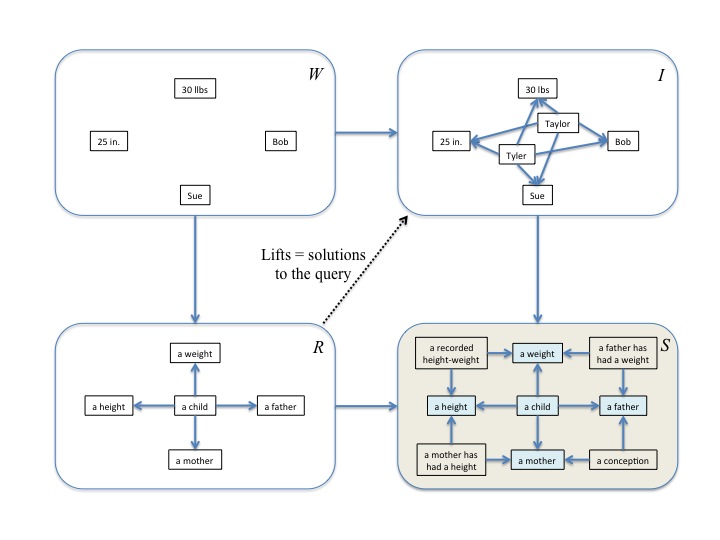 W
30 llbs
25 in.
Bob
Sue
I
30 lbs
Taylor
25 in.
Bob
Tyler
Sue
Lifts = solutions
to the query
R
a weight
a height
a child
a father
a mother
S
a recorded
height-weight
a weight
a father has
had a weight
a height
a child
a father
a mother has
had a height
a mother
a conception